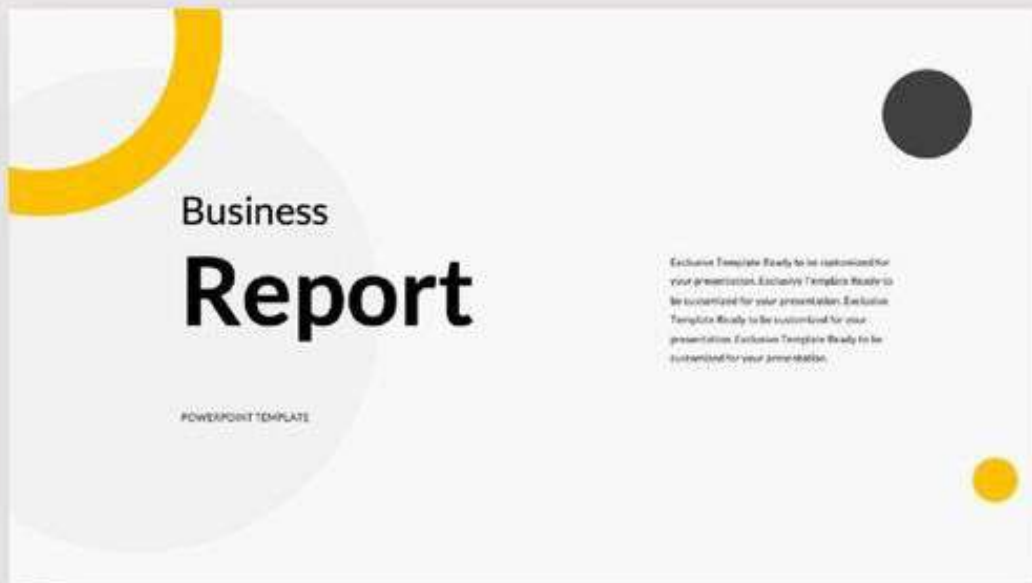 Business
Report
Exclusive Template Ready to be customized for
your presentation. Exclusive Template Ready to
be customized for your presentation. Exclusive
Template Ready to be customized for your
presentation. Exclusive Template Ready to be
customized for your presentation.
POWERPOINT TEMPLATE